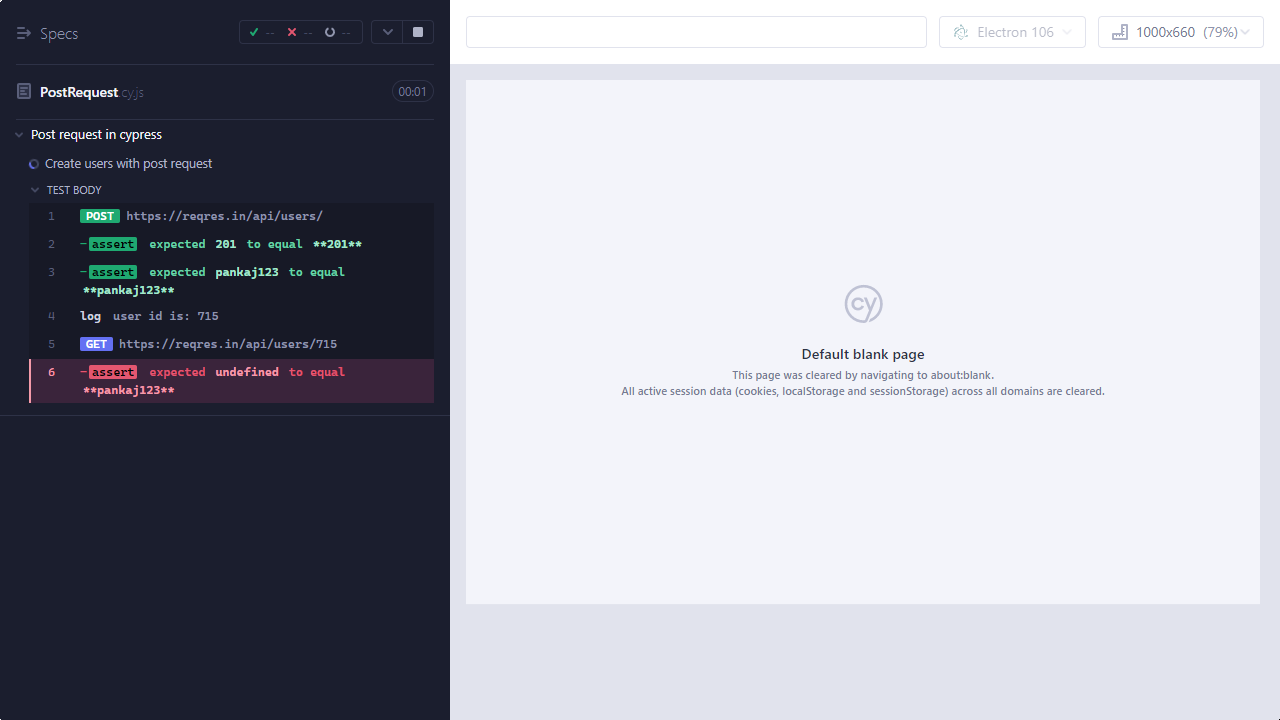 Specs
--
--
--
Electron 106
1000x660 (79%)
PostRequest.cy.js
00:01
Post request in cypress
Create users with post request
TEST BODY
1 POST https://reqres.in/api/users/
2 -assert expected 201 to equal **201**
3 -assert expected pankaj123 to equal
**pankaj123**
4 log user id is: 715
5 GET https://reqres.in/api/users/715
6 -assert expected undefined to equal
**pankaj123**
cy
Default blank page
This page was cleared by navigating to about:blank.
All active session data (cookies, localStorage and sessionStorage) across all domains are cleared.